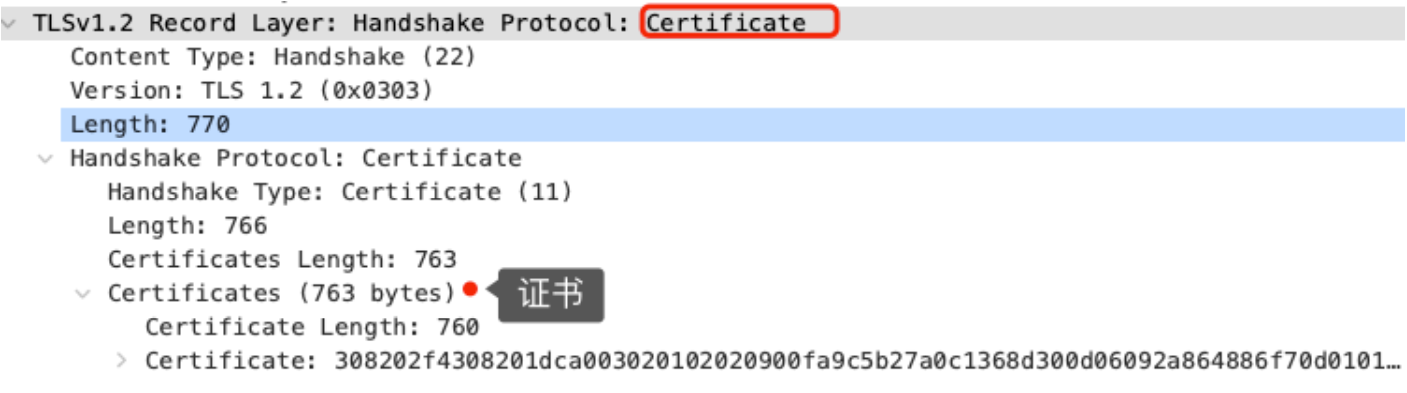 TLSv1.2 Record Layer: Handshake Protocol: Certificate
Content Type: Handshake (22)
Version: TLS 1.2 (0x0303)
Length: 770
Handshake Protocol: Certificate
Handshake Type: Certificate (11)
Length: 766
Certificates Length: 763
Certificates (763 bytes) 证书
Certificate Length: 760
Certificate: 308202f4308201dca003020102020900fa9c5b27a0c1368d300d06092a864886f70d0101…